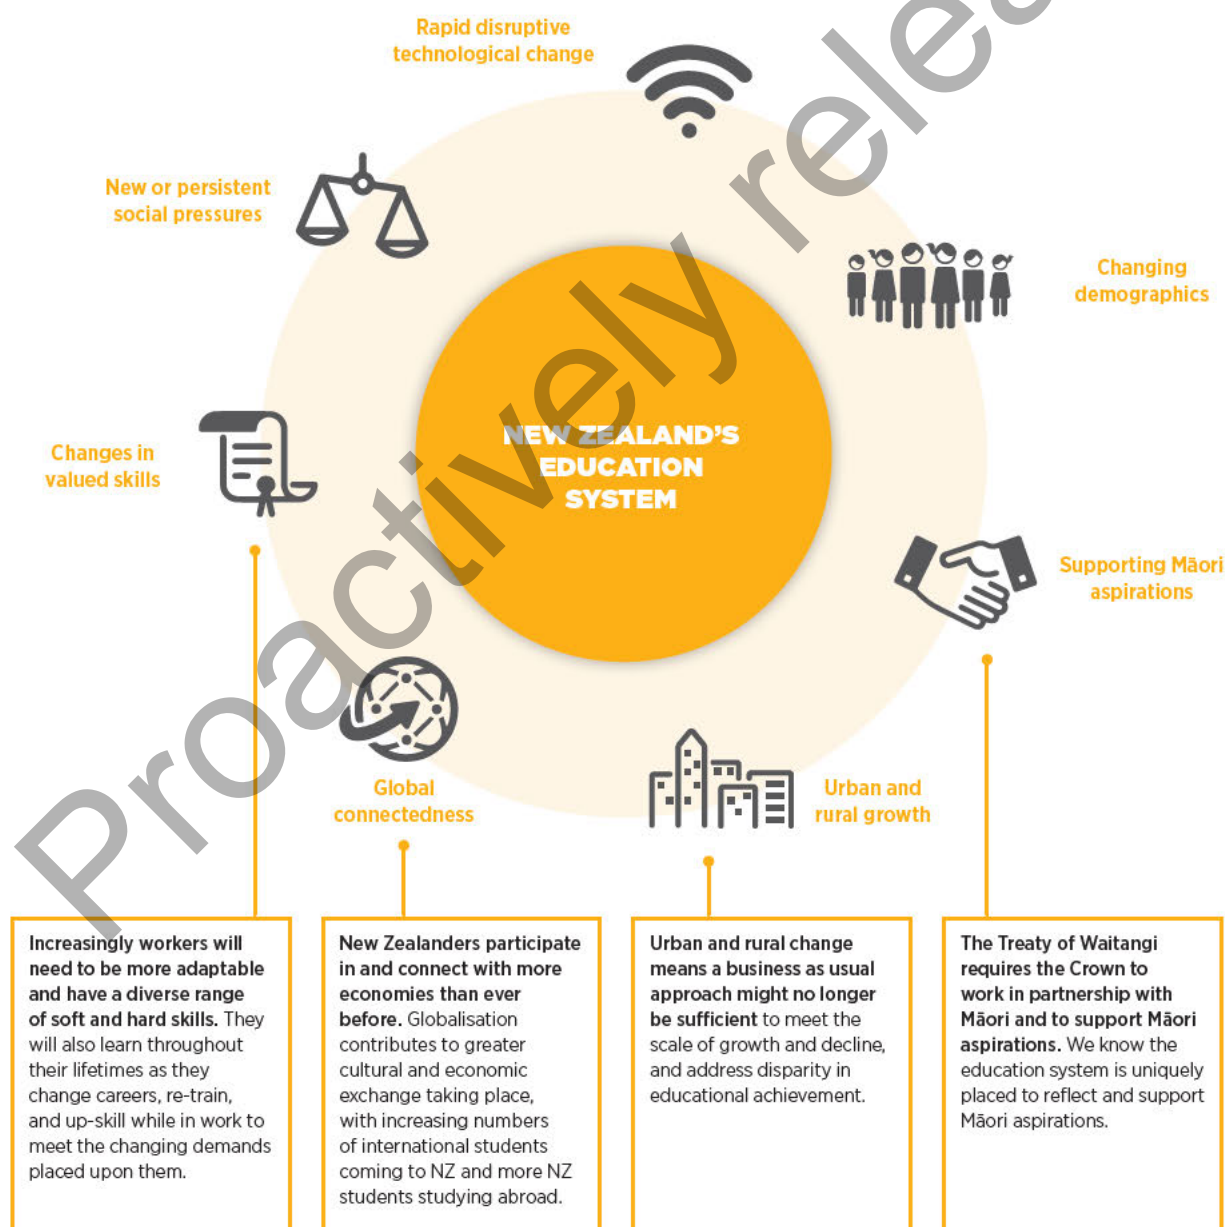 Rapid disruptive
technological change
New or persistent
social pressures
Changing
demographics
NEW ZEALAND'S
EDUCATION
SYSTEM
Changes in
valued skills
Supporting Māori
aspirations
Global
connectedness
Urban and
rural growth
Increasingly workers will
need to be more adaptable
and have a diverse range
of soft and hard skills. They
will also learn throughout
their lifetimes as they
change careers, re-train,
and up-skill while in work to
meet the changing demands
placed upon them.
New Zealanders participate
in and connect with more
economies than ever
before. Globalisation
contributes to greater
cultural and economic
exchange taking place,
with increasing numbers
of international students
coming to NZ and more NZ
students studying abroad.
Urban and rural change
means a business as usual
approach might no longer
be sufficient to meet the
scale of growth and decline,
and address disparity in
educational achievement.
The Treaty of Waitangi
requires the Crown to
work in partnership with
Māori and to support Māori
aspirations. We know the
education system is uniquely
placed to reflect and support
Māori aspirations.
Proactively